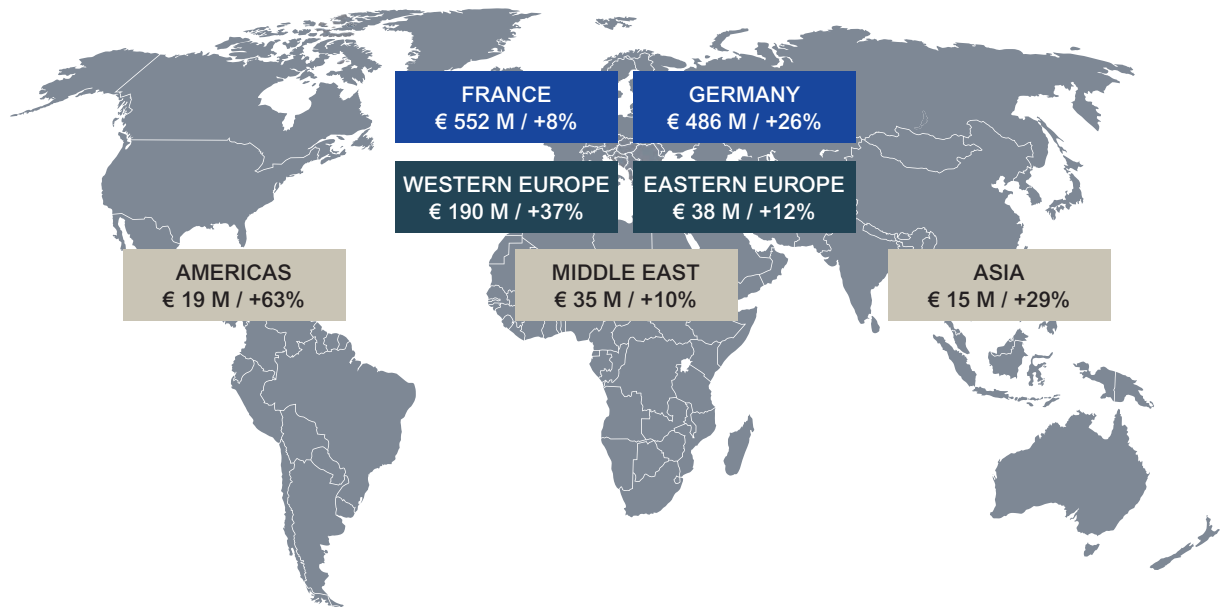 FRANCE
€ 552 M / +8%
GERMANY
€ 486 M / +26%
WESTERN EUROPE
€ 190 M / +37%
EASTERN EUROPE
€ 38 M / +12%
AMERICAS
€ 19 M / +63%
MIDDLE EAST
€ 35 M / +10%
ASIA
€ 15 M / +29%